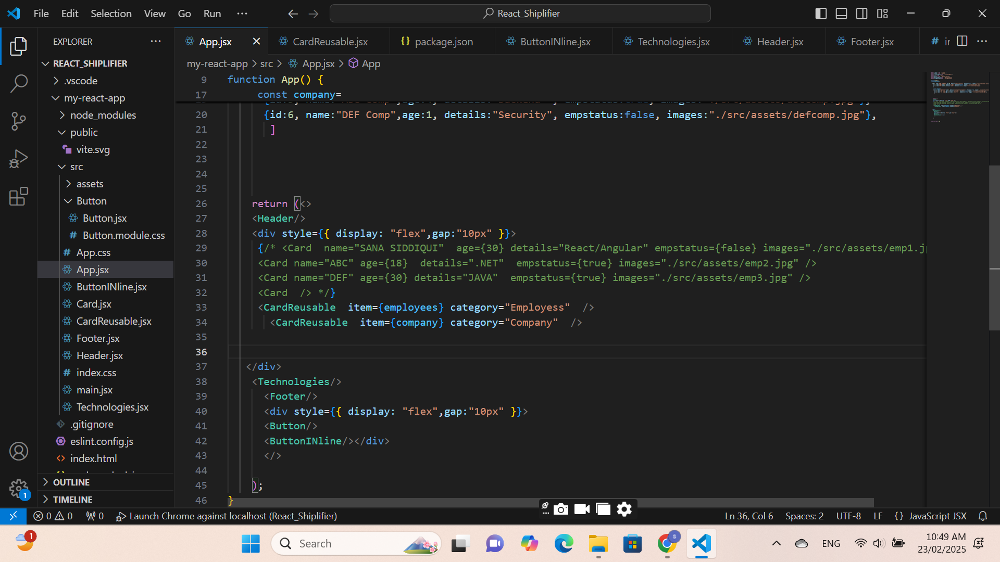 File Edit Selection View Go Run ··· React_Shiplifier
EXPLORER ···
App.jsx CardReusable.jsx {} package.json ButtonINline.jsx Technologies.jsx Header.jsx Footer.jsx # ···
REACT_SHIPLIFIER
.vscode
my-react-app
node_modules
public
vite.svg
src
assets
Button
Button.jsx
# Button.module.css
# App.css
App.jsx
ButtonINline.jsx
Card.jsx
CardReusable.jsx
Footer.jsx
Header.jsx
# index.css
main.jsx
Technologies.jsx
.gitignore
eslint.config.js
<> index.html
OUTLINE
TIMELINE
1
my-react-app > src > App.jsx > App
9 function App() {
17 const company=
20 {id:6, name:"DEF Comp",age:1, details:"Security", empstatus:false, images:"./src/assets/defcomp.jpg"},
21 ]
22
23
24
25
26 return (<>
27 <Header/>
28 <div style={{ display: "flex",gap:"10px" }}>
29 {/* <Card  name="SANA SIDDIQUI"  age={30} details="React/Angular" empstatus={false} images="./src/assets/emp1.jp
30 <Card name="ABC" age={18}  details=".NET"  empstatus={true} images="./src/assets/emp2.jpg" />
31 <Card name="DEF" age={30} details="JAVA"  empstatus={true} images="./src/assets/emp3.jpg" />
32 <Card  /> */}
33 <CardReusable  item={employees} category="Employess"  />
34 <CardReusable  item={company} category="Company"  />
35
36
37 </div>
38 <Technologies/>
39 <Footer/>
40 <div style={{ display: "flex",gap:"10px" }}>
41 <Button/>
42 <ButtonINline/></div>
43 </>
44
45 );
46 }
0 0 0 Launch Chrome against localhost (React_Shiplifier) Ln 36, Col 6 Spaces: 2 UTF-8 LF {} JavaScript JSX
1 Search S ENG 10:49 AM
23/02/2025